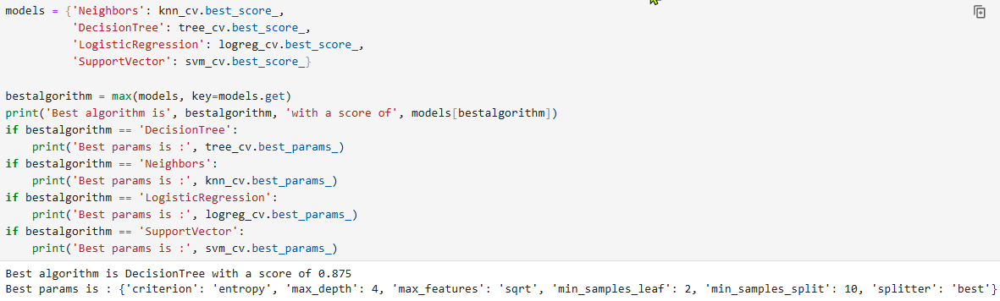 models = {'Neighbors': knn_cv.best_score_,
          'DecisionTree': tree_cv.best_score_,
          'LogisticRegression': logreg_cv.best_score_,
          'SupportVector': svm_cv.best_score_}
bestalgorithm = max(models, key=models.get)
print('Best algorithm is', bestalgorithm, 'with a score of', models[bestalgorithm])
if bestalgorithm == 'DecisionTree':
    print('Best params is :', tree_cv.best_params_)
if bestalgorithm == 'Neighbors':
    print('Best params is :', knn_cv.best_params_)
if bestalgorithm == 'LogisticRegression':
    print('Best params is :', logreg_cv.best_params_)
if bestalgorithm == 'SupportVector':
    print('Best params is :', svm_cv.best_params_)
Best algorithm is DecisionTree with a score of 0.875
Best params is : {'criterion': 'entropy', 'max_depth': 4, 'max_features': 'sqrt', 'min_samples_leaf': 2, 'min_samples_split': 10, 'splitter': 'best'}